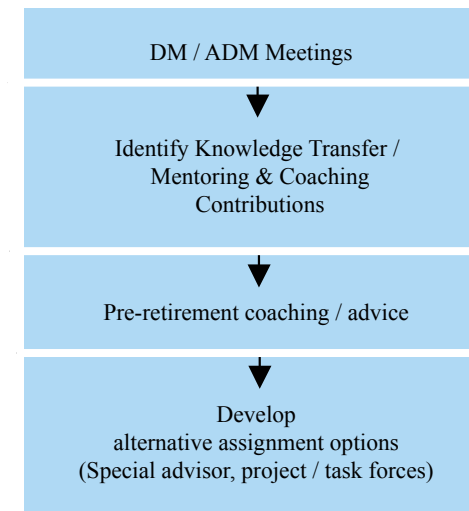 DM / ADM Meetings
Identify Knowledge Transfer /
Mentoring & Coaching
Contributions
Pre-retirement coaching / advice
Develop
alternative assignment options
(Special advisor, project / task forces)